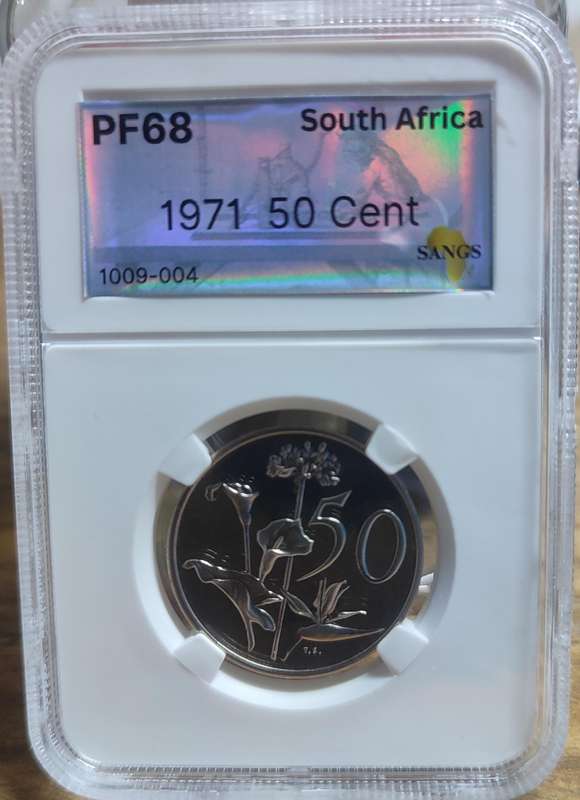 PF68
South Africa
1971 50 Cent
SANGS
1009-004
50
T.S.